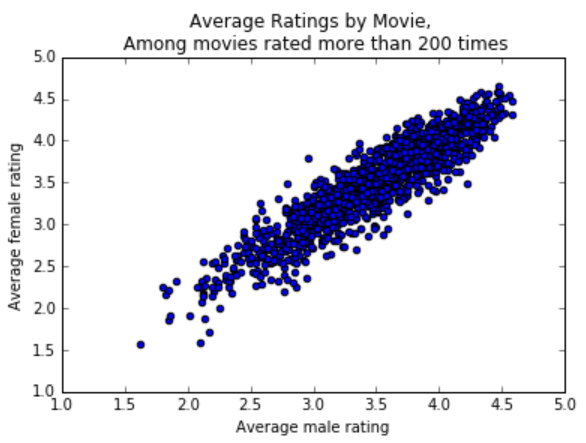 Average Ratings by Movie,
Among movies rated more than 200 times
5.0
4.5
4.0
3.5
3.0
2.5
2.0
1.5
1.0
Average female rating
1.0 1.5 2.0 2.5 3.0 3.5 4.0 4.5 5.0
Average male rating